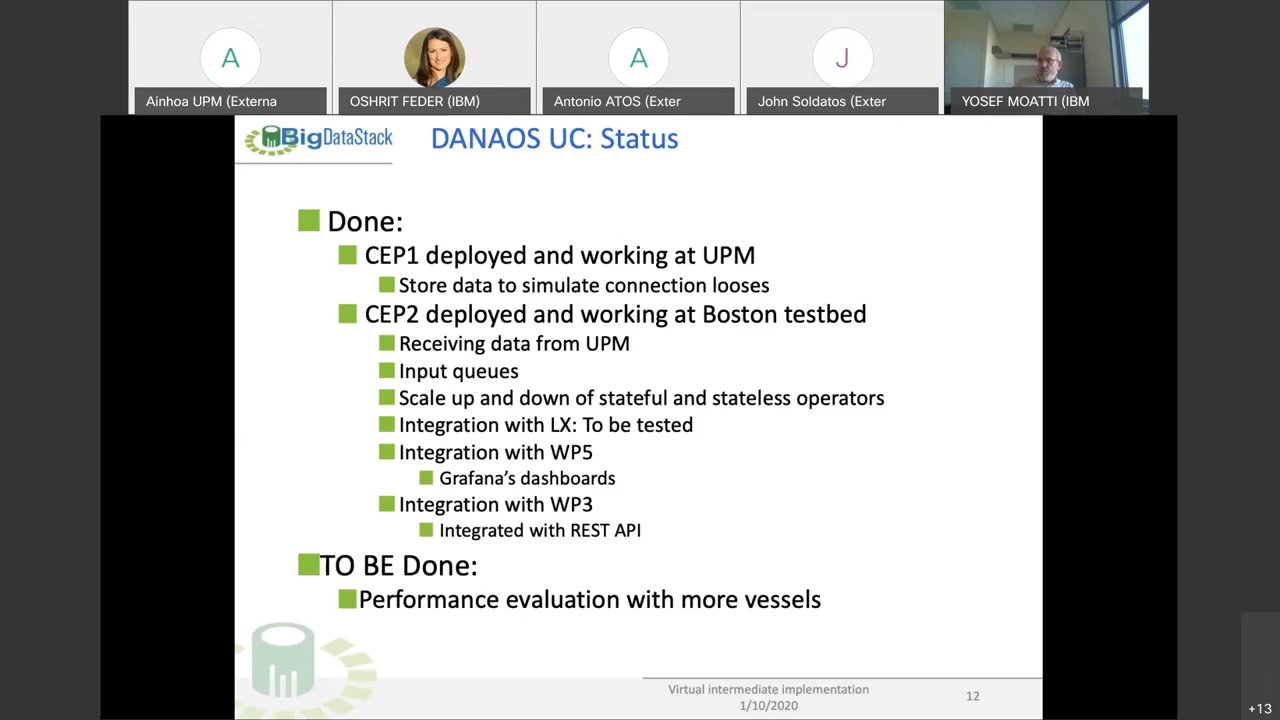 A
A
J
Ainhoa UPM (Externa
OSHRIT FEDER (IBM)
Antonio ATOS (Exter
John Soldatos (Exter
YOSEF MOATTI (IBM
BigDataStack
DANAOS UC: Status
Done:
CEP1 deployed and working at UPM
Store data to simulate connection looses
CEP2 deployed and working at Boston testbed
Receiving data from UPM
Input queues
Scale up and down of stateful and stateless operators
Integration with LX: To be tested
Integration with WP5
Grafana’s dashboards
Integration with WP3
Integrated with REST API
TO BE Done:
Performance evaluation with more vessels
Virtual intermediate implementation
1/10/2020
12
+13